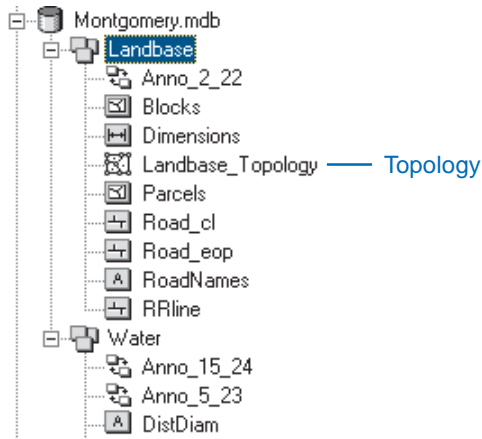 Montgomery.mdb
Landbase
Anno_2_22
Blocks
Dimensions
Landbase_Topology Topology
Parcels
Road_cl
Road_eop
A RoadNames
RRline
Water
Anno_15_24
Anno_5_23
A DistDiam